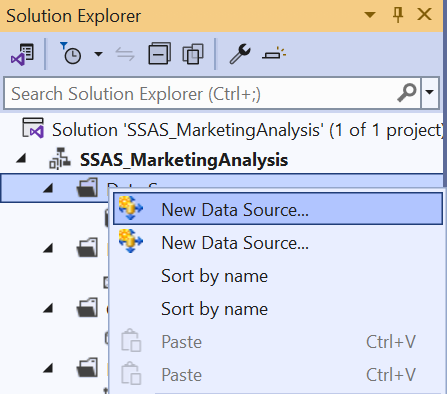 Solution Explorer
Search Solution Explorer (Ctrl+;)
Solution 'SSAS_MarketingAnalysis' (1 of 1 project)
SSAS_MarketingAnalysis
New Data Source...
New Data Source...
Sort by name
Sort by name
Paste Ctrl+V
Paste Ctrl+V